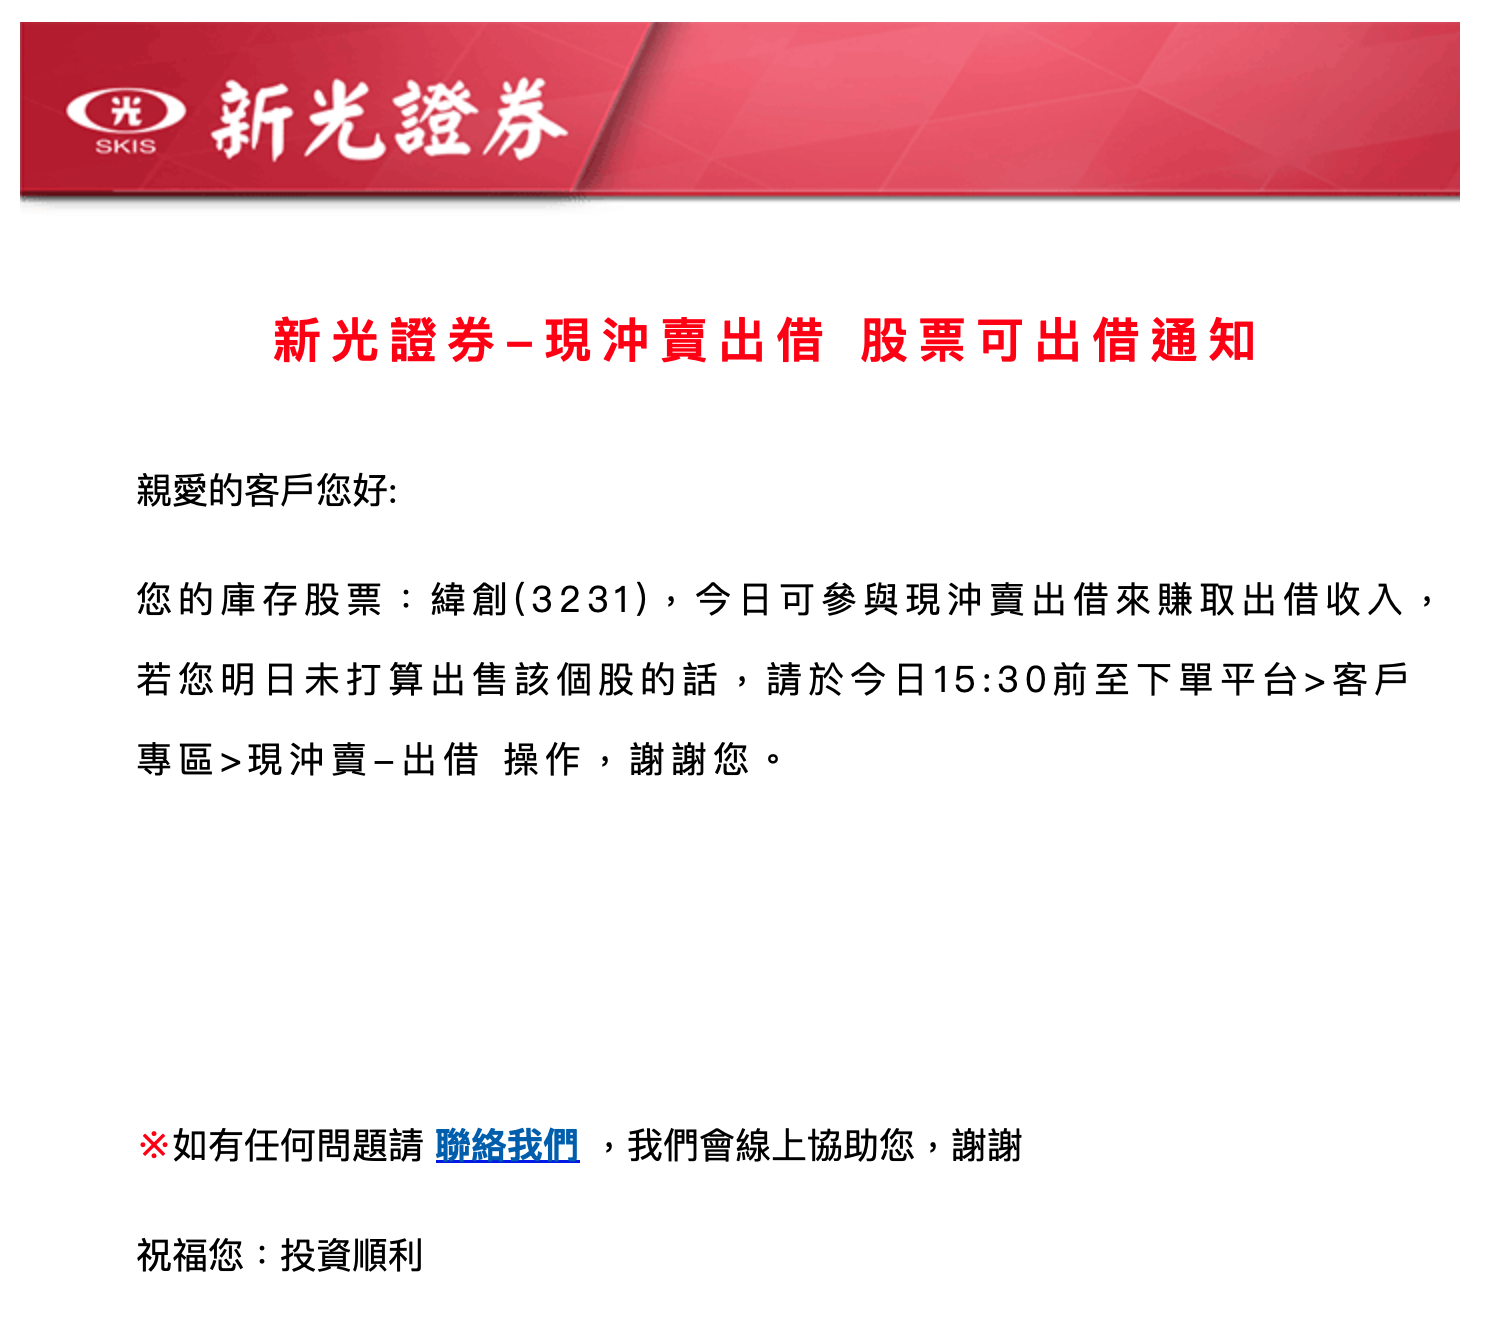 光
SKIS
新光證券
新光證券–現沖賣出借 股票可出借通知
親愛的客戶您好:
您的庫存股票：緯創(3231)，今日可參與現沖賣出借來賺取出借收入，
若您明日未打算出售該個股的話，請於今日15:30前至下單平台>客戶
專區>現沖賣–出借 操作，謝謝您。
※如有任何問題請 聯絡我們 ，我們會線上協助您，謝謝
祝福您：投資順利